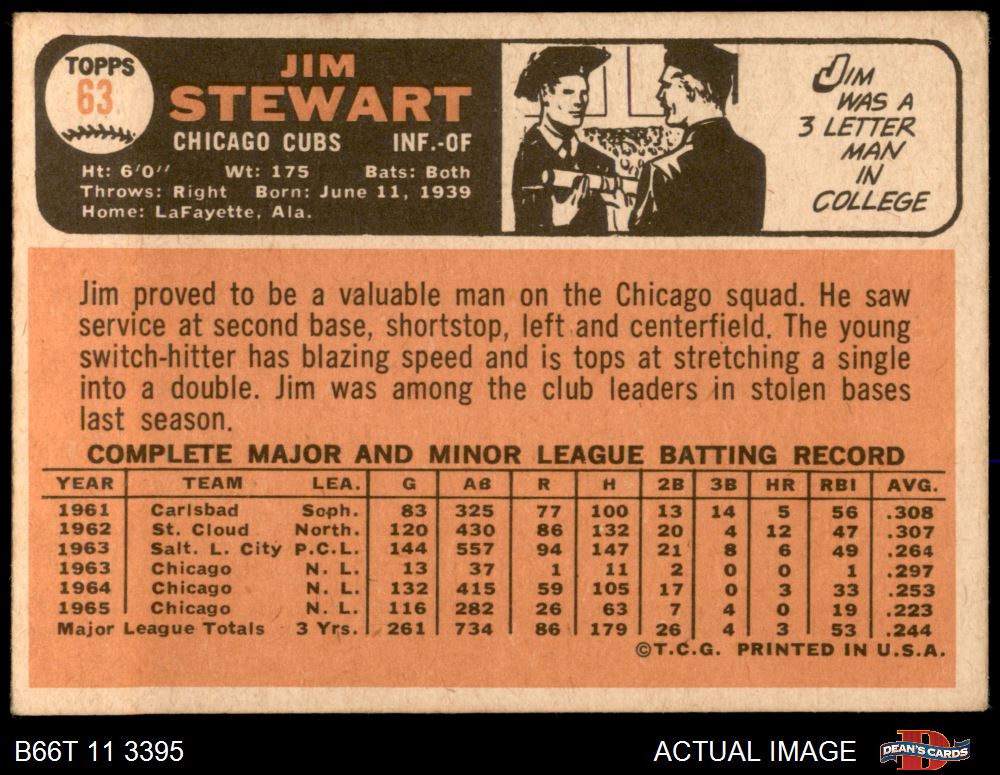 TOPPS
63
JIM
STEWART
CHICAGO CUBS INF.-OF
Ht: 6'0" Wt: 175 Bats: Both
Throws: Right Born: June 11, 1939
Home: LaFayette, Ala.
JIM
WAS A
3 LETTER
MAN
IN
COLLEGE
Jim proved to be a valuable man on the Chicago squad. He saw
service at second base, shortstop, left and centerfield. The young
switch-hitter has blazing speed and is tops at stretching a single
into a double. Jim was among the club leaders in stolen bases
last season.
COMPLETE MAJOR AND MINOR LEAGUE BATTING RECORD
YEAR TEAM LEA. G AB R H 2B 3B HR RBI AVG.
1961 Carlsbad Soph. 83 325 77 100 13 14 5 56 .308
1962 St. Cloud North. 120 430 86 132 20 4 12 47 .307
1963 Salt. L. City P.C.L. 144 557 94 147 21 8 6 49 .264
1963 Chicago N. L. 13 37 1 11 2 0 0 1 .297
1964 Chicago N. L. 132 415 59 105 17 0 3 33 .253
1965 Chicago N. L. 116 282 26 63 7 4 0 19 .223
Major League Totals 3 Yrs. 261 734 86 179 26 4 3 53 .244
©T.C.G. PRINTED IN U.S.A.
B66T 11 3395
ACTUAL IMAGE
DEAN'S CARDS